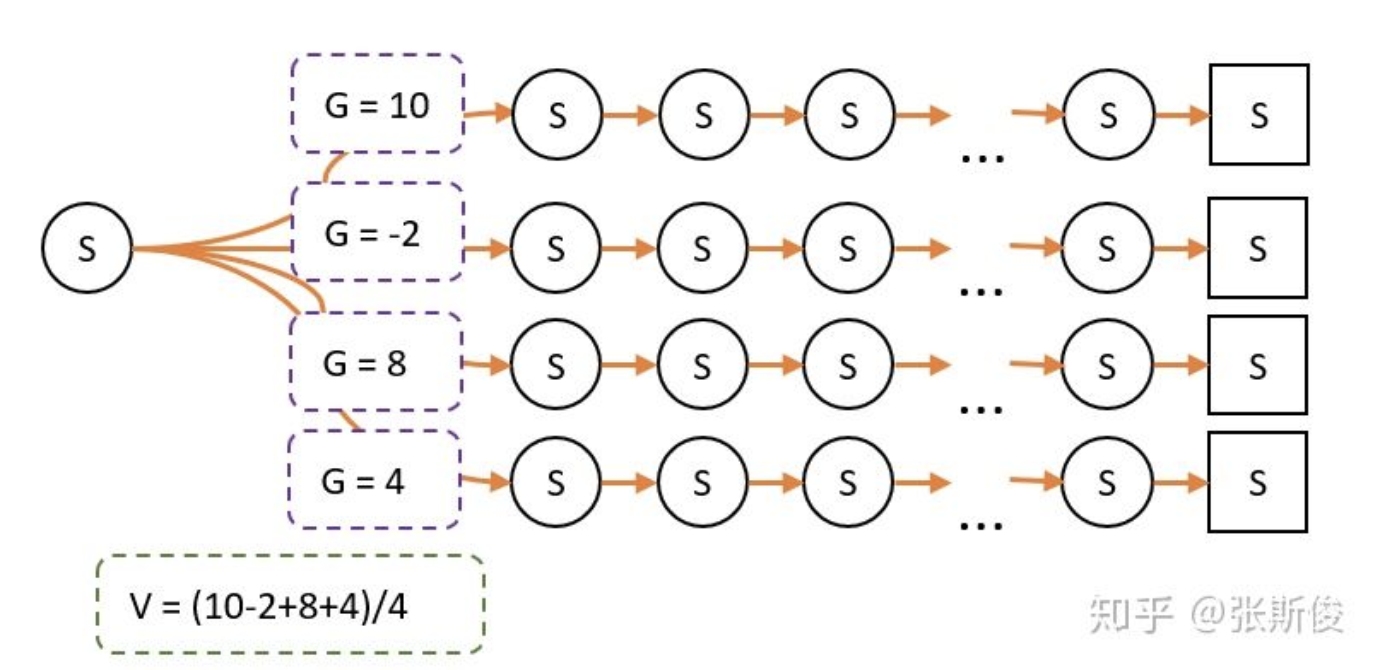 G = 10
S S S ... S S
S
G = -2
S S S ... S S
G = 8
S S S ... S S
G = 4
S S S ... S S
V = (10-2+8+4)/4
知乎 @张斯俊